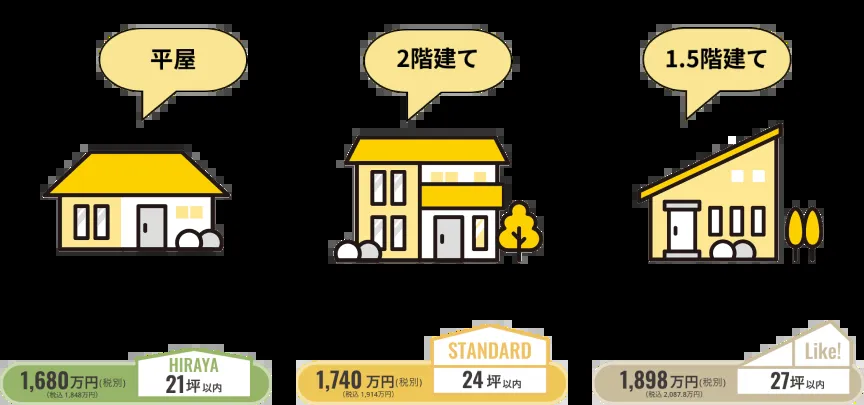 平屋
2階建て
1.5階建て
HIRAYA
1,680万円(税別)
(税込 1,848万円)
21坪以内
STANDARD
1,740万円(税別)
(税込 1,914万円)
24坪以内
Like!
1,898万円(税別)
(税込 2,087.8万円)
27坪以内